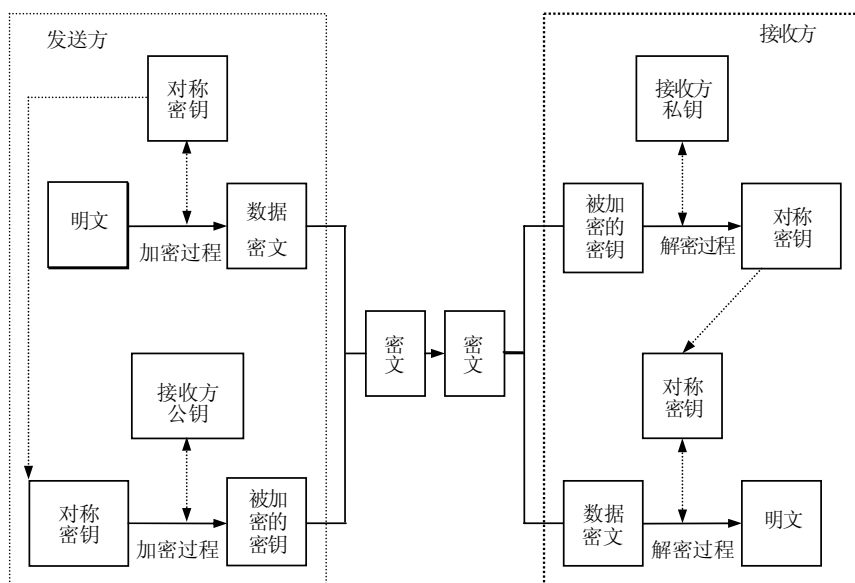 发送方
对称
密钥
明文
加密过程
数据
密文
接收方
公钥
对称
密钥
加密过程
被加
密的
密钥
密
文
密
文
接收方
接收方
私钥
被加
密的
密钥
解密过程
对称
密钥
对称
密钥
数据
密文
解密过程
明文